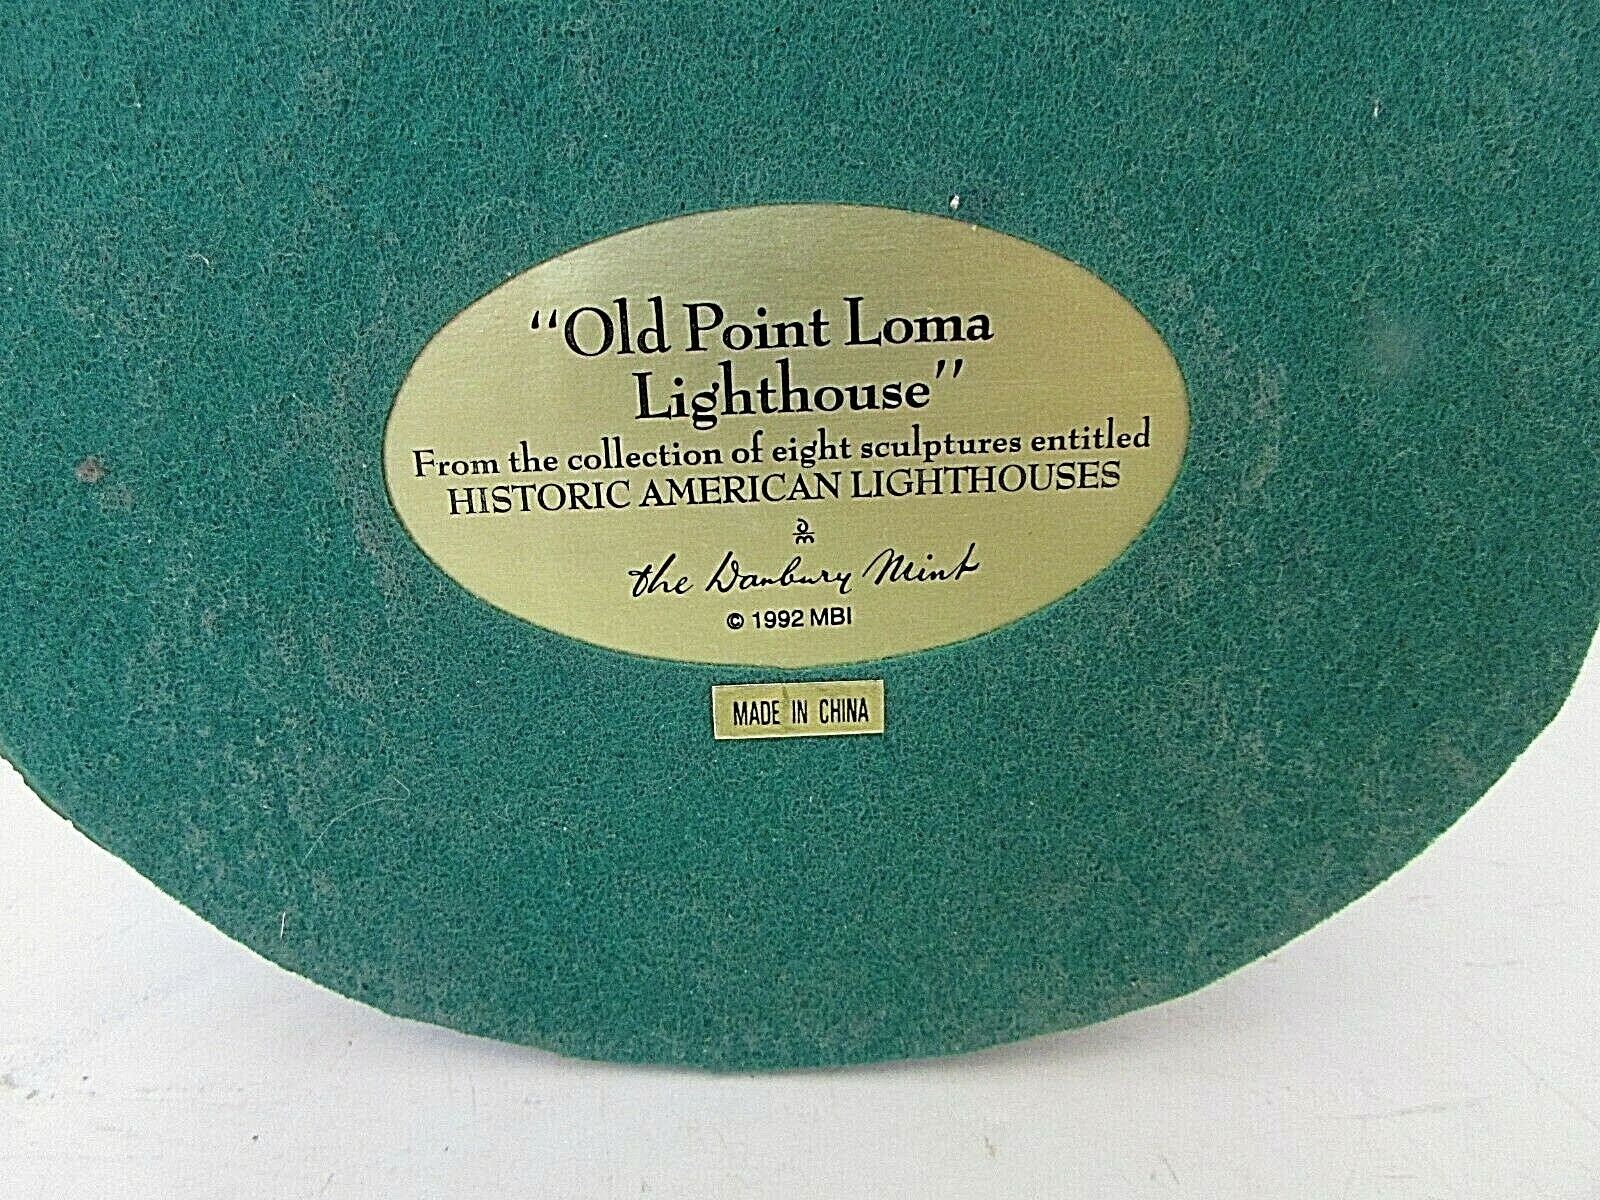 “Old Point Loma
Lighthouse”
From the collection of eight sculptures entitled
HISTORIC AMERICAN LIGHTHOUSES
dm
the Danbury Mint
© 1992 MBI
MADE IN CHINA